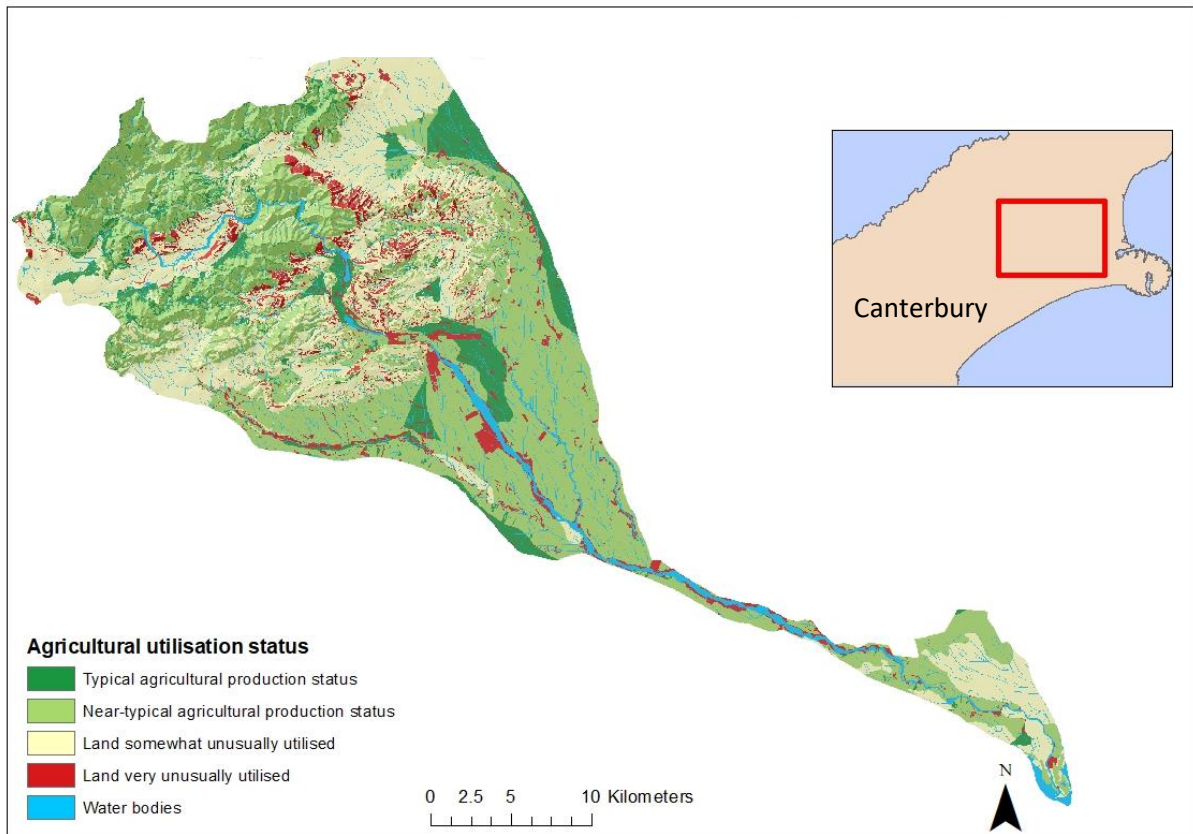 Canterbury
Agricultural utilisation status
Typical agricultural production status
Near-typical agricultural production status
Land somewhat unusually utilised
Land very unusually utilised
Water bodies
0 2.5 5 10 Kilometers
N